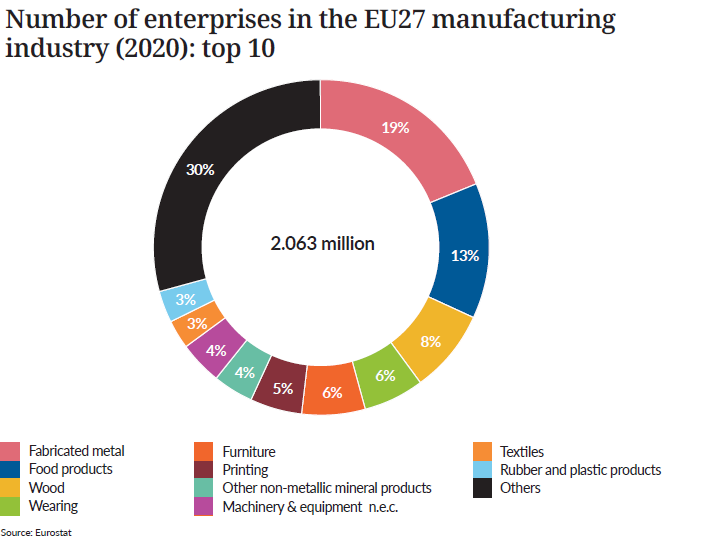 Number of enterprises in the EU27 manufacturing
industry (2020): top 10
19%
13%
8%
6%
6%
5%
4%
4%
3%
3%
30%
2.063 million
Fabricated metal
Food products
Wood
Wearing
Furniture
Printing
Other non-metallic mineral products
Machinery & equipment n.e.c.
Textiles
Rubber and plastic products
Others
Source: Eurostat